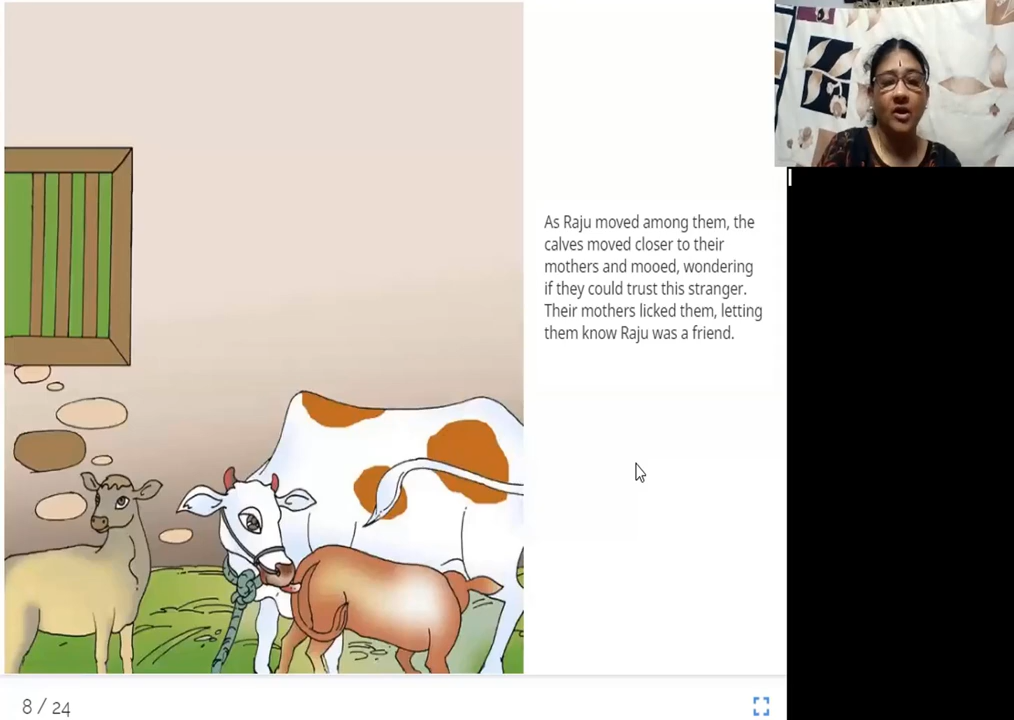 As Raju moved among them, the
calves moved closer to their
mothers and mooed, wondering
if they could trust this stranger.
Their mothers licked them, letting
them know Raju was a friend.
8 / 24